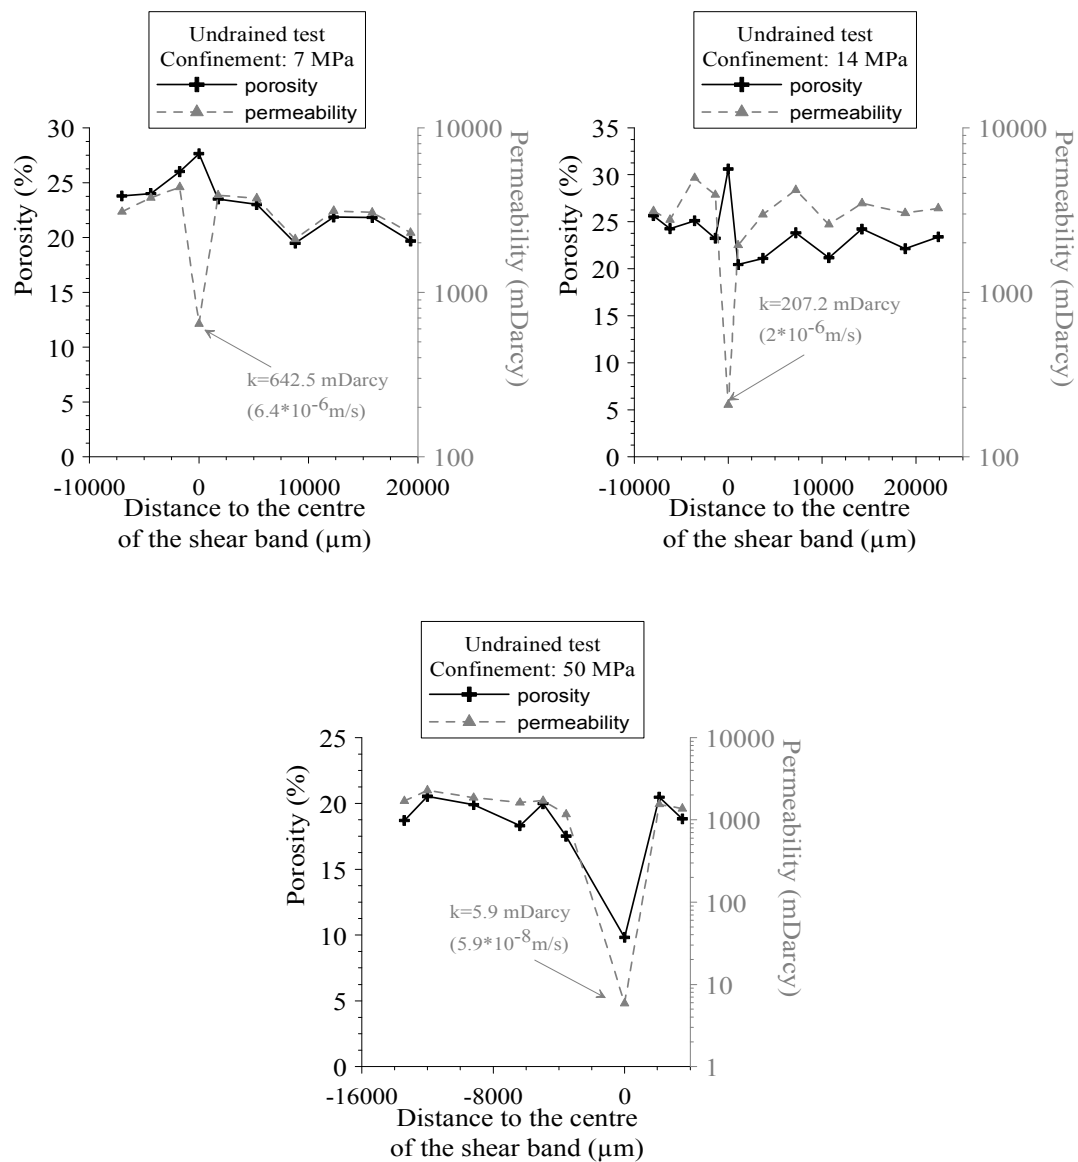 Undrained test
Confinement: 7 MPa
porosity
permeability
30
25
20
15
10
5
0
Porosity (%)
10000
1000
100
Permeability (mDarcy)
k=642.5 mDarcy
(6.4*10-6m/s)
-10000 0 10000 20000
Distance to the centre
of the shear band (µm)
Undrained test
Confinement: 14 MPa
porosity
permeability
35
30
25
20
15
10
5
0
Porosity (%)
10000
1000
100
Permeability (mDarcy)
k=207.2 mDarcy
(2*10-6m/s)
-10000 0 10000 20000
Distance to the centre
of the shear band (µm)
Undrained test
Confinement: 50 MPa
porosity
permeability
25
20
15
10
5
0
Porosity (%)
10000
1000
100
10
1
Permeability (mDarcy)
k=5.9 mDarcy
(5.9*10-8m/s)
-16000 -8000 0
Distance to the centre
of the shear band (µm)